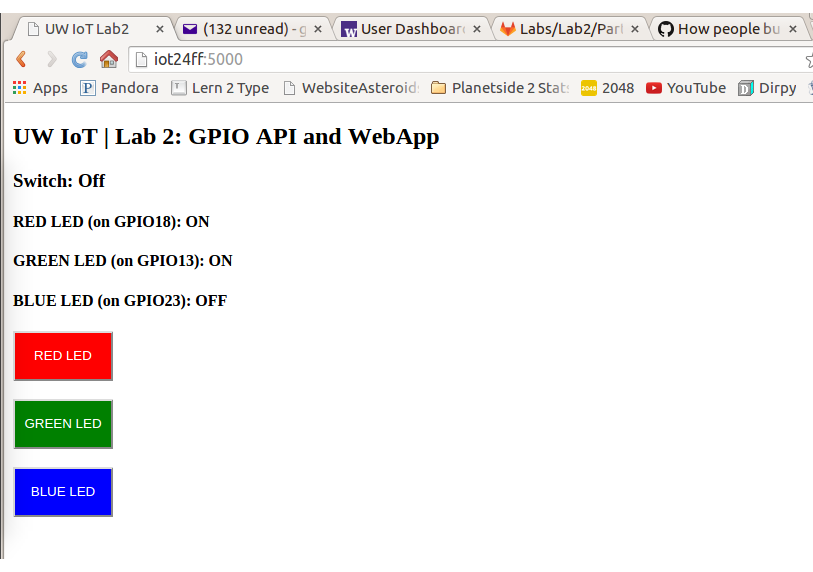 UW IoT Lab2 × (132 unread) - g × User Dashboar × Labs/Lab2/Part × How people bu ×
iot24ff:5000
Apps Pandora Lern 2 Type WebsiteAsteroids Planetside 2 Stats 2048 YouTube Dirpy
UW IoT | Lab 2: GPIO API and WebApp
Switch: Off
RED LED (on GPIO18): ON
GREEN LED (on GPIO13): ON
BLUE LED (on GPIO23): OFF
RED LED
GREEN LED
BLUE LED